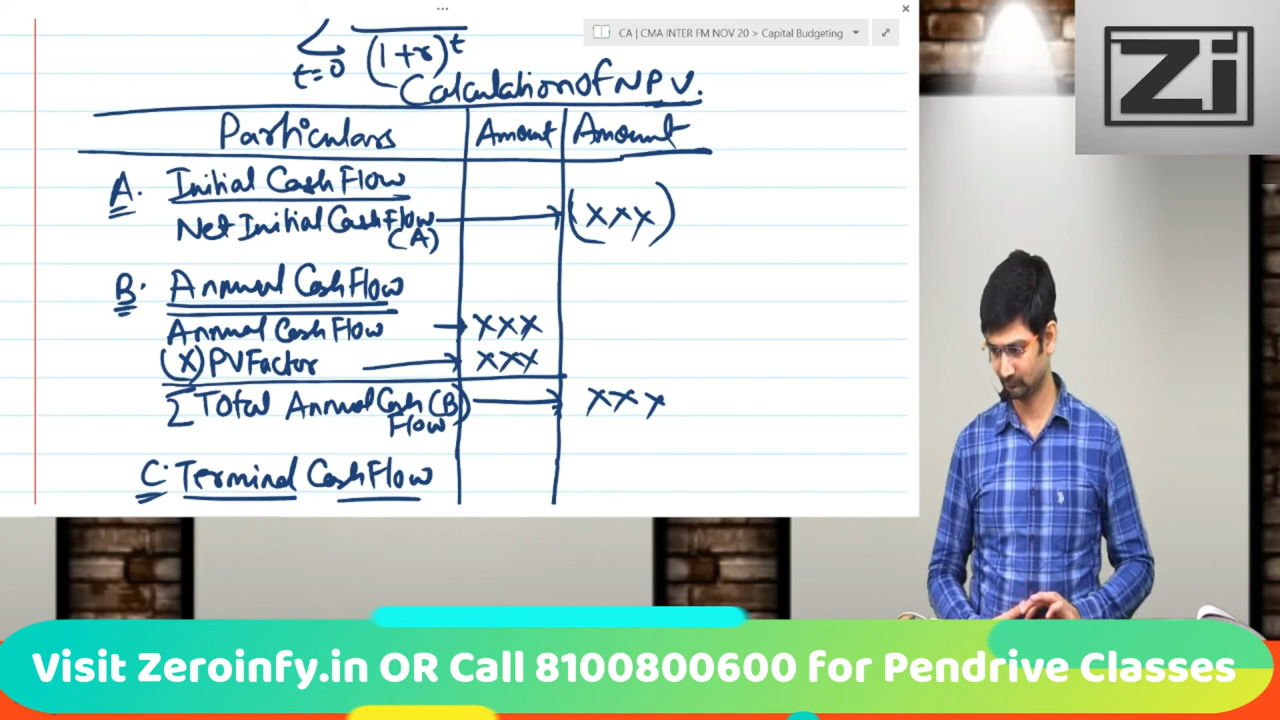 ...
CA | CMA INTER FM NOV 20 > Capital Budgeting
Zi
t=0 (1+r)^t
Calculation of NPV.
Particulars Amount Amount
A. Initial Cash Flow
Net Initial Cash Flow (xxx)
(A)
B. Annual Cash Flow
Annual Cash Flow xxx
(x) PV Factor xxx
Σ Total Annual Cash (B) xxx
Flow
C. Terminal Cash Flow
Visit Zeroinfy.in OR Call 8100800600 for Pendrive Classes